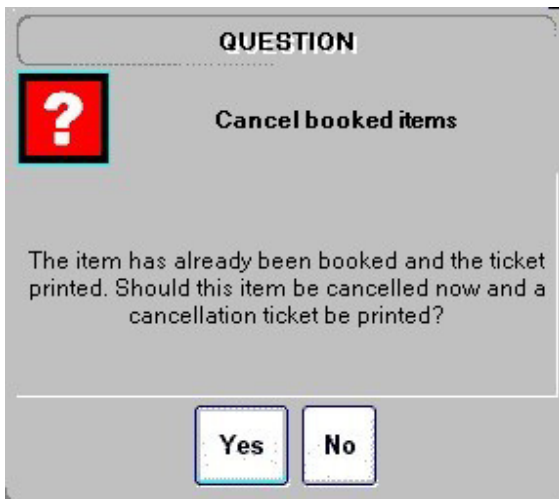 QUESTION
?
Cancel booked items
The item has already been booked and the ticket
printed. Should this item be cancelled now and a
cancellation ticket be printed?
Yes
No